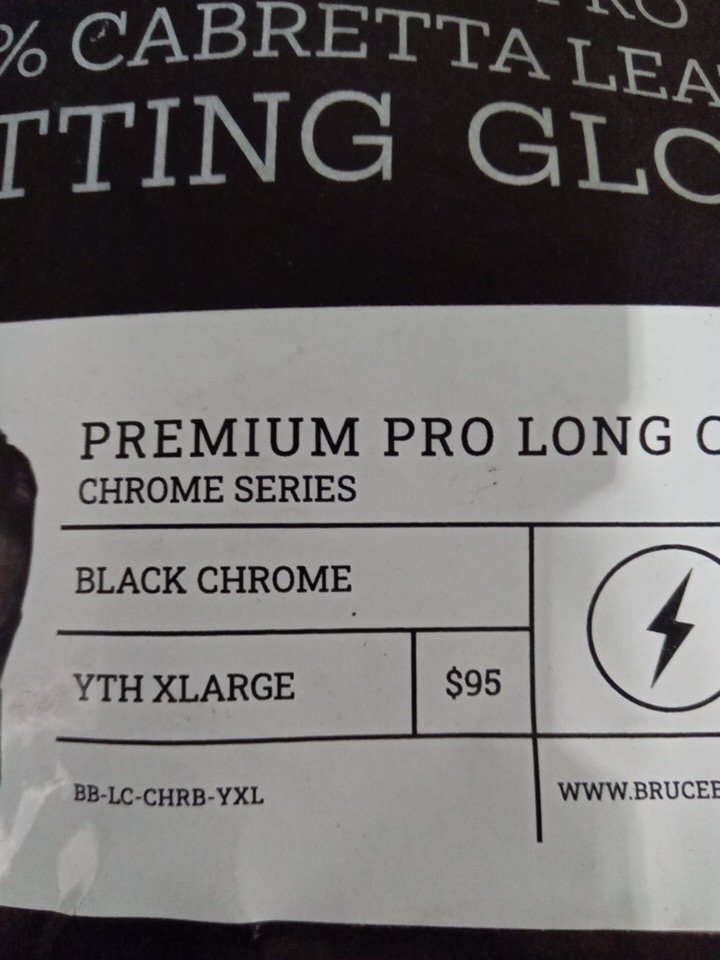 % CABRETTA LEA
TTING GLO
PREMIUM PRO LONG C
CHROME SERIES
BLACK CHROME
YTH XLARGE
$95
BB-LC-CHRB-YXL
WWW.BRUCEB